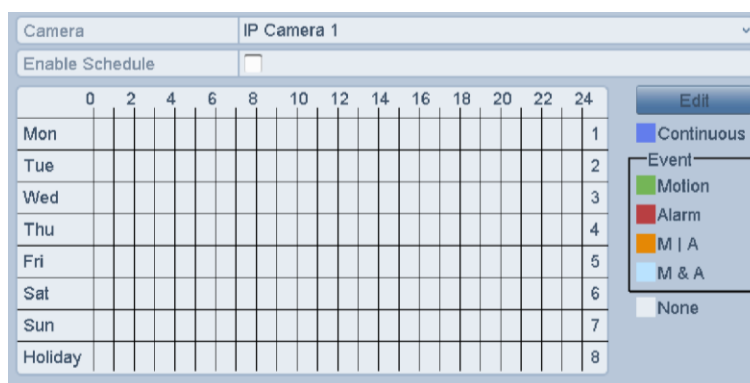 Camera IP Camera 1
Enable Schedule
0 2 4 6 8 10 12 14 16 18 20 22 24 Edit
Mon 1 Continuous
Tue 2 Event
Wed 3 Motion
Thu 4 Alarm
Fri 5 M | A
Sat 6 M & A
Sun 7 None
Holiday 8